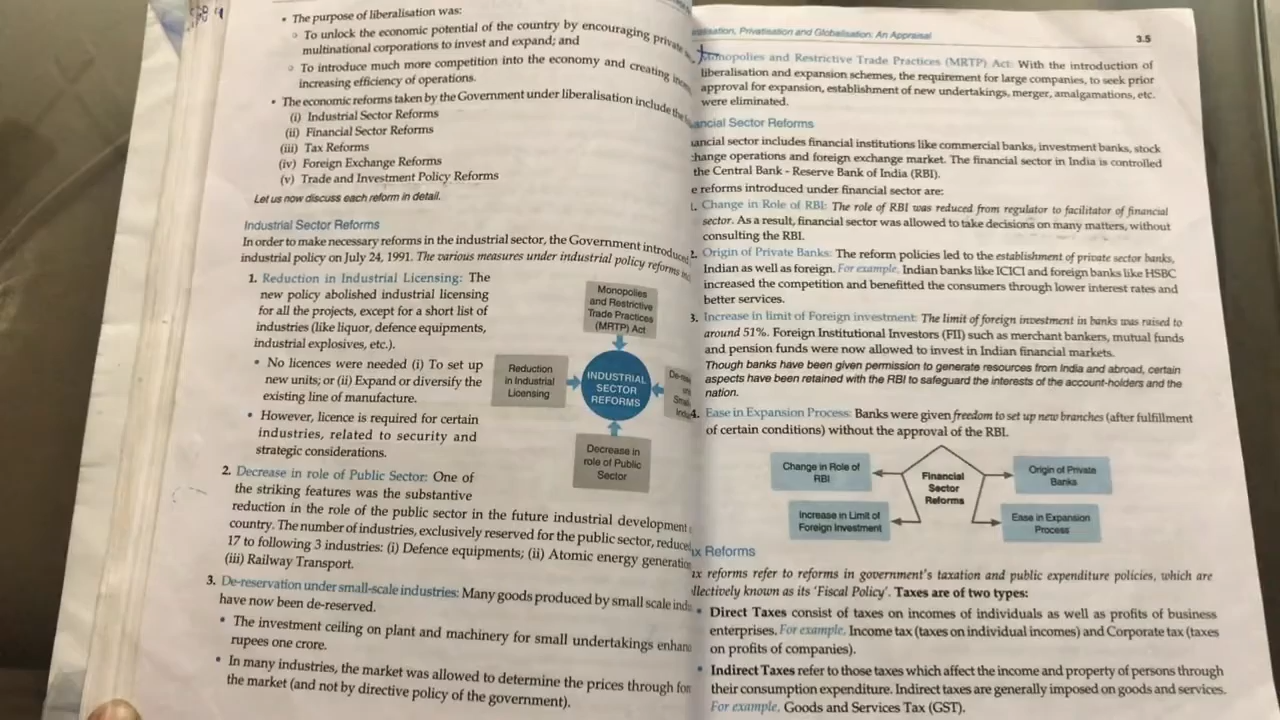 • The purpose of liberalisation was:
◦ To unlock the economic potential of the country by encouraging private
multinational corporations to invest and expand; and
◦ To introduce much more competition into the economy and creating
increasing efficiency of operations.
• The economic reforms taken by the Government under liberalisation include the
(i) Industrial Sector Reforms
(ii) Financial Sector Reforms
(iii) Tax Reforms
(iv) Foreign Exchange Reforms
(v) Trade and Investment Policy Reforms
Let us now discuss each reform in detail.
Industrial Sector Reforms
In order to make necessary reforms in the industrial sector, the Government introduced
industrial policy on July 24, 1991. The various measures under industrial policy reforms
1. Reduction in Industrial Licensing: The
new policy abolished industrial licensing
for all the projects, except for a short list of
industries (like liquor, defence equipments,
industrial explosives, etc.).
• No licences were needed (i) To set up
new units; or (ii) Expand or diversify the
existing line of manufacture.
• However, licence is required for certain
industries, related to security and
strategic considerations.
Monopolies
and Restrictive
Trade Practices
(MRTP) Act
Reduction
in Industrial
Licensing
INDUSTRIAL
SECTOR
REFORMS
Decrease in
role of Public
Sector
2. Decrease in role of Public Sector: One of
the striking features was the substantive
reduction in the role of the public sector in the future industrial development
country. The number of industries, exclusively reserved for the public sector,
17 to following 3 industries: (i) Defence equipments; (ii) Atomic energy
(iii) Railway Transport.
3. De-reservation under small-scale industries: Many goods produced by small scale
have now been de-reserved.
• The investment ceiling on plant and machinery for small undertakings
rupees one crore.
• In many industries, the market was allowed to determine the prices through
the market (and not by directive policy of the government).
Privatisation and Globalisation: An Appraisal
3.5
Monopolies and Restrictive Trade Practices (MRTP) Act: With the introduction of
liberalisation and expansion schemes, the requirement for large companies, to seek prior
approval for expansion, establishment of new undertakings, merger, amalgamations, etc.
were eliminated.
ancial Sector Reforms
ancial sector includes financial institutions like commercial banks, investment banks, stock
change operations and foreign exchange market. The financial sector in India is controlled
the Central Bank - Reserve Bank of India (RBI).
e reforms introduced under financial sector are:
1. Change in Role of RBI: The role of RBI was reduced from regulator to facilitator of financial
sector. As a result, financial sector was allowed to take decisions on many matters, without
consulting the RBI.
2. Origin of Private Banks: The reform policies led to the establishment of private sector banks,
Indian as well as foreign. For example, Indian banks like ICICI and foreign banks like HSBC
increased the competition and benefitted the consumers through lower interest rates and
better services.
3. Increase in limit of Foreign investment: The limit of foreign investment in banks was raised to
around 51%. Foreign Institutional Investors (FII) such as merchant bankers, mutual funds
and pension funds were now allowed to invest in Indian financial markets.
Though banks have been given permission to generate resources from India and abroad, certain
aspects have been retained with the RBI to safeguard the interests of the account-holders and the
nation.
4. Ease in Expansion Process: Banks were given freedom to set up new branches (after fulfillment
of certain conditions) without the approval of the RBI.
Change in Role of
RBI
Financial
Sector
Reforms
Origin of Private
Banks
Increase in Limit of
Foreign Investment
Ease in Expansion
Process
x Reforms
ax reforms refer to reforms in government's taxation and public expenditure policies, which are
llectively known as its 'Fiscal Policy'. Taxes are of two types:
• Direct Taxes consist of taxes on incomes of individuals as well as profits of business
enterprises. For example, Income tax (taxes on individual incomes) and Corporate tax (taxes
on profits of companies).
• Indirect Taxes refer to those taxes which affect the income and property of persons through
their consumption expenditure. Indirect taxes are generally imposed on goods and services.
For example, Goods and Services Tax (GST).